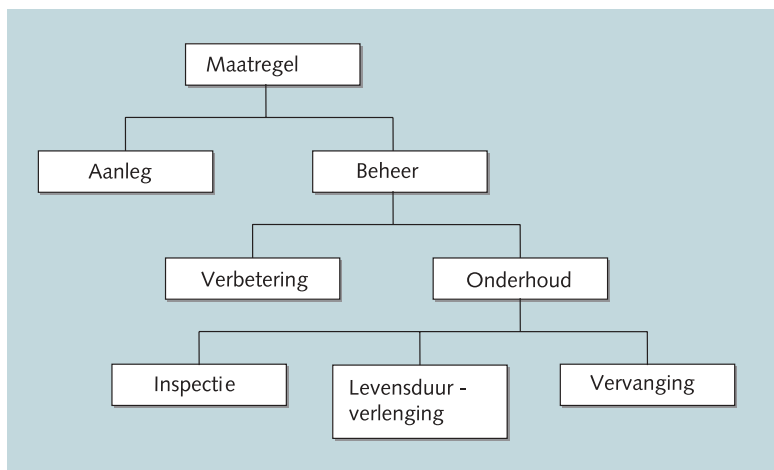 Maatregel
Aanleg
Beheer
Verbetering
Onderhoud
Inspectie
Levensduur -
verlenging
Vervanging